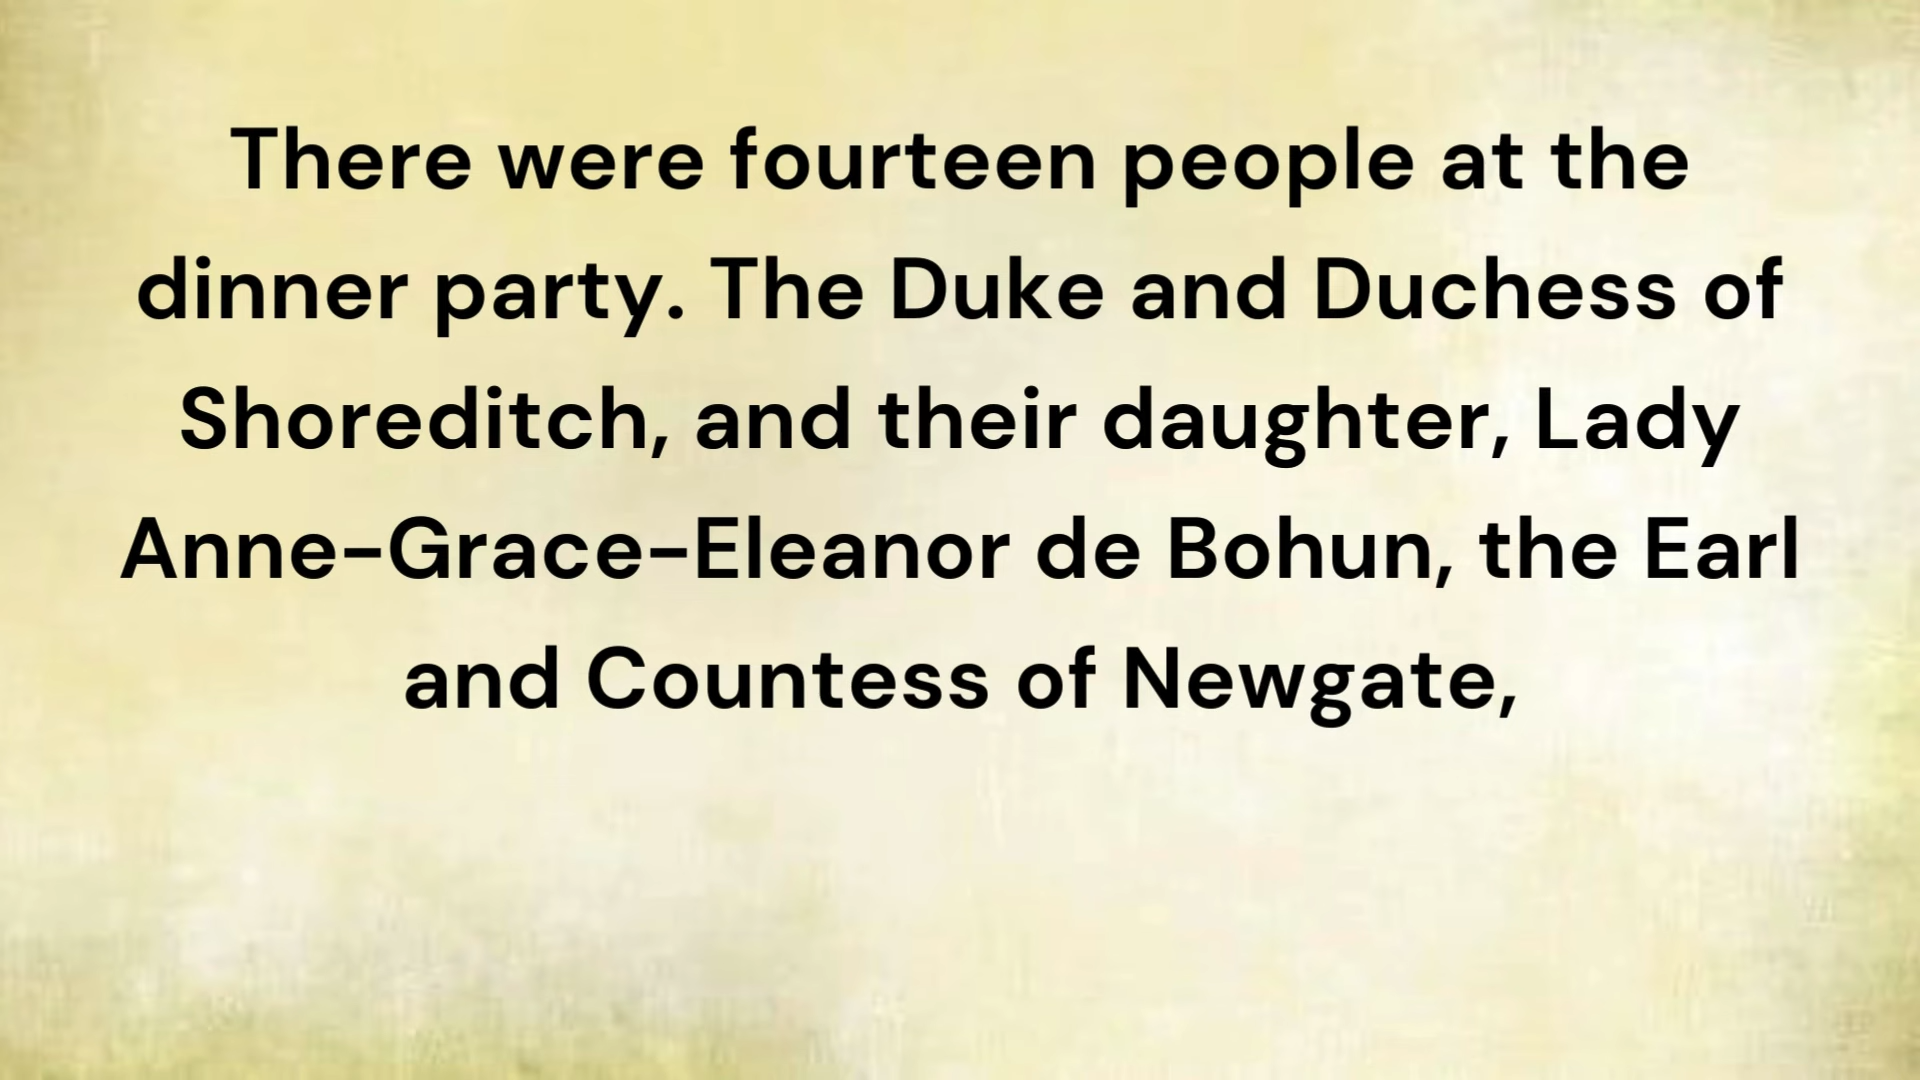 There were fourteen people at the
dinner party. The Duke and Duchess of
Shoreditch, and their daughter, Lady
Anne-Grace-Eleanor de Bohun, the Earl
and Countess of Newgate,